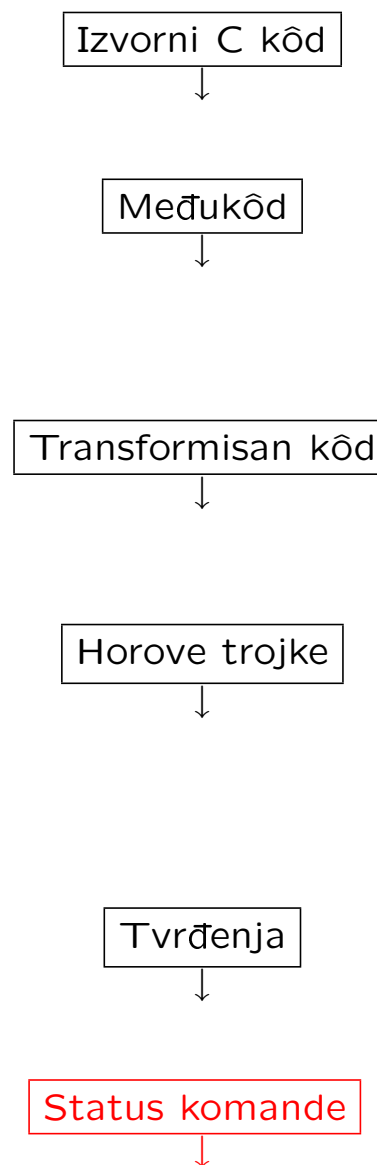 Izvorni C kôd
Međukôd
Transformisan kôd
Horove trojke
Tvrđenja
Status komande